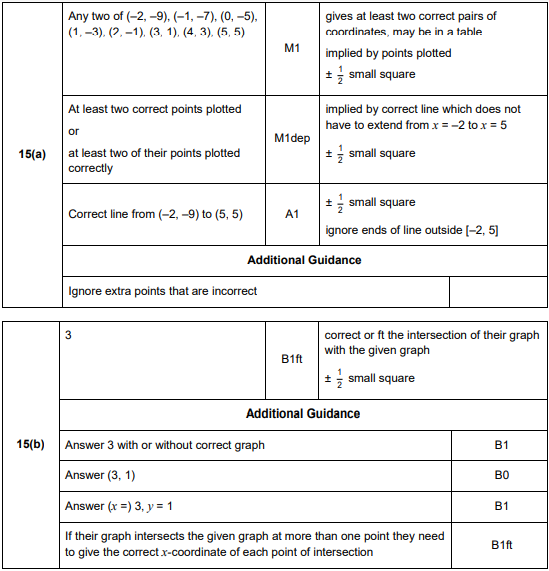 Any two of (–2, –9), (–1, –7), (0, –5),
(1, –3), (2, –1), (3, 1), (4, 3), (5, 5)
M1
gives at least two correct pairs of
coordinates, may be in a table
implied by points plotted
± 1/2 small square
15(a)
At least two correct points plotted
or
at least two of their points plotted
correctly
M1dep
implied by correct line which does not
have to extend from x = –2 to x = 5
± 1/2 small square
Correct line from (–2, –9) to (5, 5)
A1
± 1/2 small square
ignore ends of line outside [–2, 5]
Additional Guidance
Ignore extra points that are incorrect
15(b)
3
B1ft
correct or ft the intersection of their graph
with the given graph
± 1/2 small square
Additional Guidance
Answer 3 with or without correct graph
B1
Answer (3, 1)
B0
Answer (x =) 3, y = 1
B1
If their graph intersects the given graph at more than one point they need
to give the correct x-coordinate of each point of intersection
B1ft